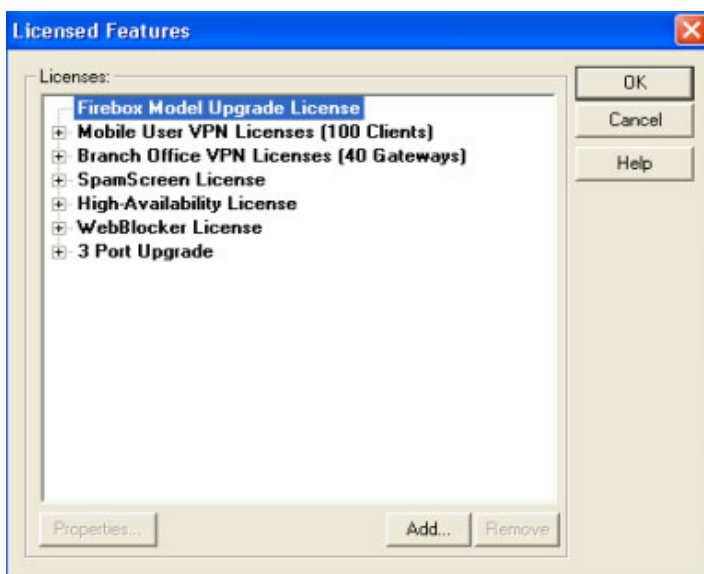 Licensed Features
Licenses:
Firebox Model Upgrade License
Mobile User VPN Licenses (100 Clients)
Branch Office VPN Licenses (40 Gateways)
SpamScreen License
High-Availability License
WebBlocker License
3 Port Upgrade
OK
Cancel
Help
Properties...
Add...
Remove